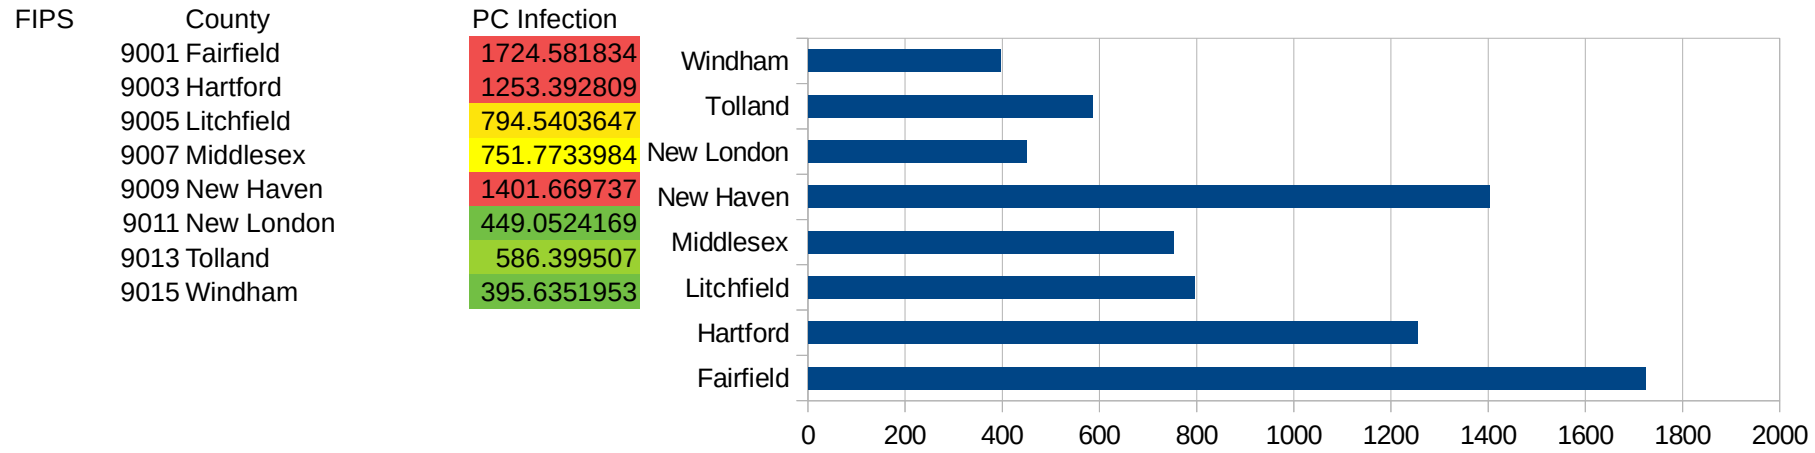 FIPS County PC Infection
9001 Fairfield 1724.581834
9003 Hartford 1253.392809
9005 Litchfield 794.5403647
9007 Middlesex 751.7733984
9009 New Haven 1401.669737
9011 New London 449.0524169
9013 Tolland 586.399507
9015 Windham 395.6351953
Windham
Tolland
New London
New Haven
Middlesex
Litchfield
Hartford
Fairfield
0 200 400 600 800 1000 1200 1400 1600 1800 2000